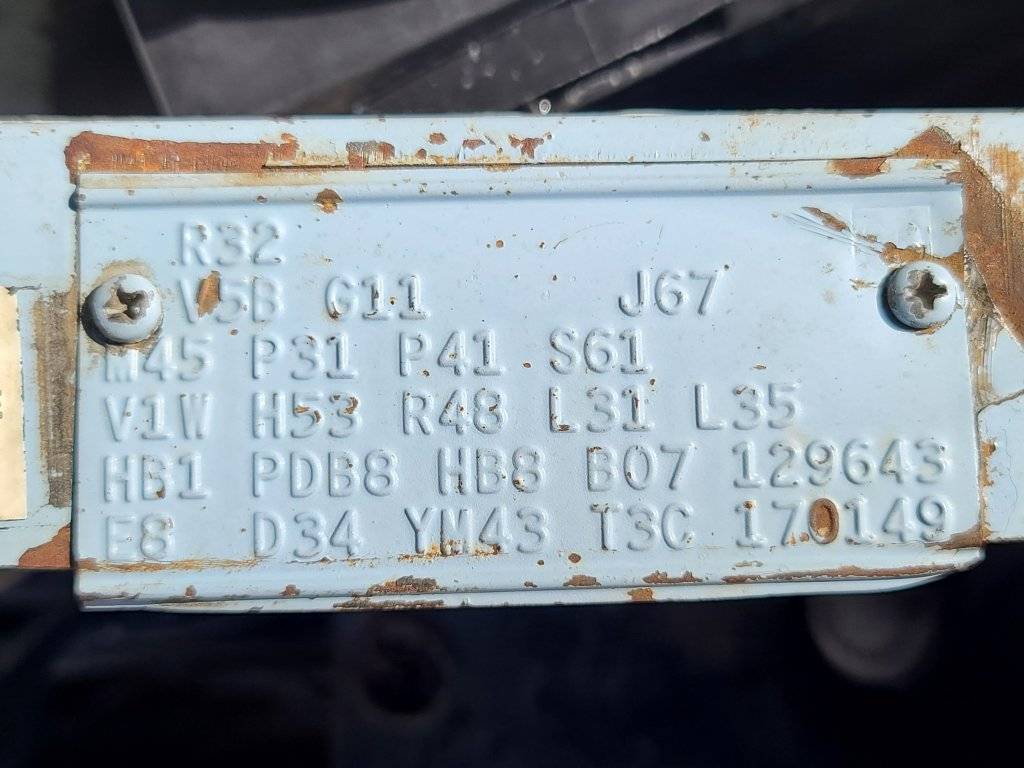 R32
V5B G11 J67
M45 P31 P41 S61
V1W H53 R48 L31 L35
HB1 PDB8 HB8 B07 129643
E8 D34 YM43 T3C 170149